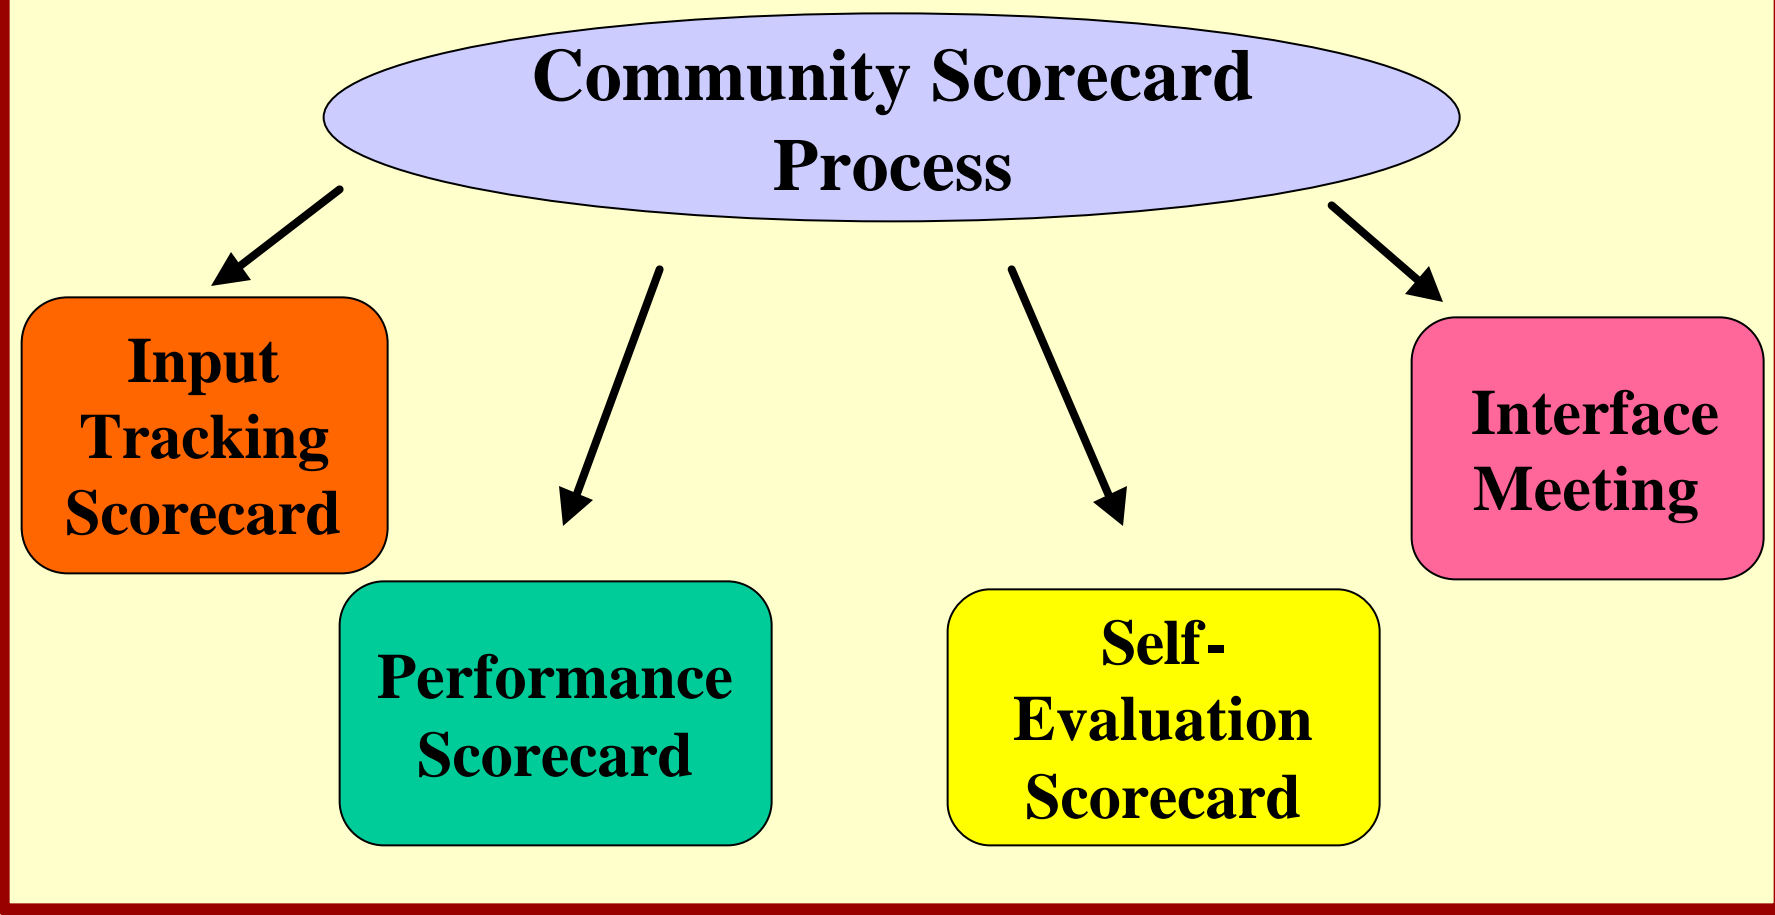 Community Scorecard
Process
Input
Tracking
Scorecard
Performance
Scorecard
Self-
Evaluation
Scorecard
Interface
Meeting